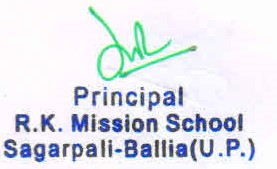 Principal
R.K. Mission School
Sagarpali-Ballia(U.P.)